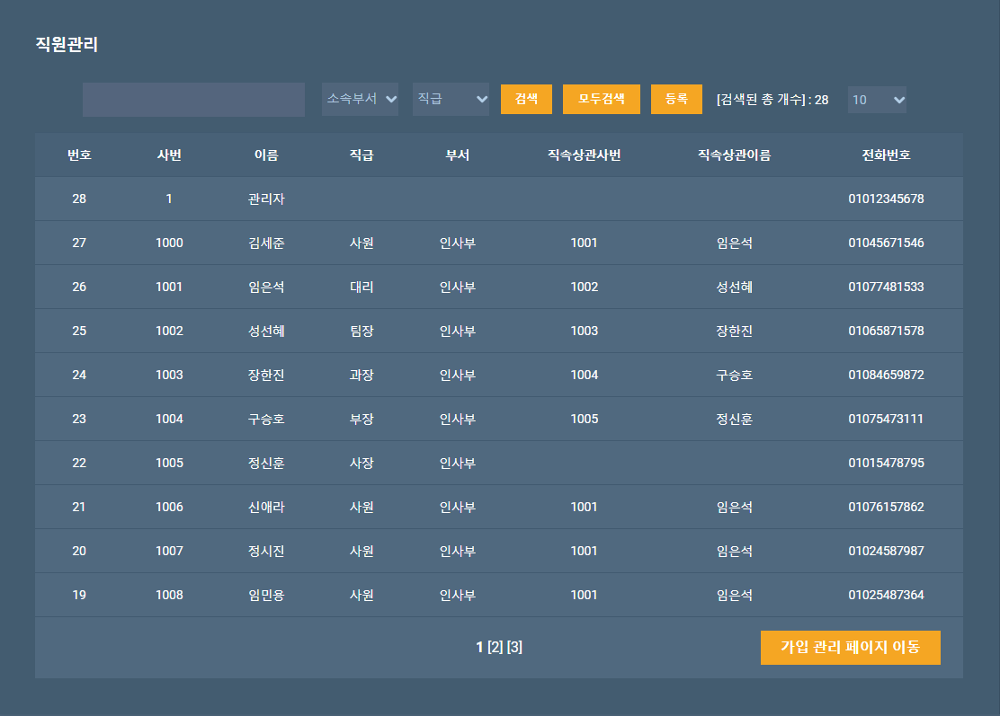 직원관리
소속부서 직급 검색 모두검색 등록 [검색된 총 개수] : 28 10
번호 사번 이름 직급 부서 직속상관사번 직속상관이름 전화번호
28 1 관리자 01012345678
27 1000 김세준 사원 인사부 1001 임은석 01045671546
26 1001 임은석 대리 인사부 1002 성선혜 01077481533
25 1002 성선혜 팀장 인사부 1003 장한진 01065871578
24 1003 장한진 과장 인사부 1004 구승호 01084659872
23 1004 구승호 부장 인사부 1005 정신훈 01075473111
22 1005 정신훈 사장 인사부 01015478795
21 1006 신애라 사원 인사부 1001 임은석 01076157862
20 1007 정시진 사원 인사부 1001 임은석 01024587987
19 1008 임민용 사원 인사부 1001 임은석 01025487364
1 [2] [3] 가입 관리 페이지 이동